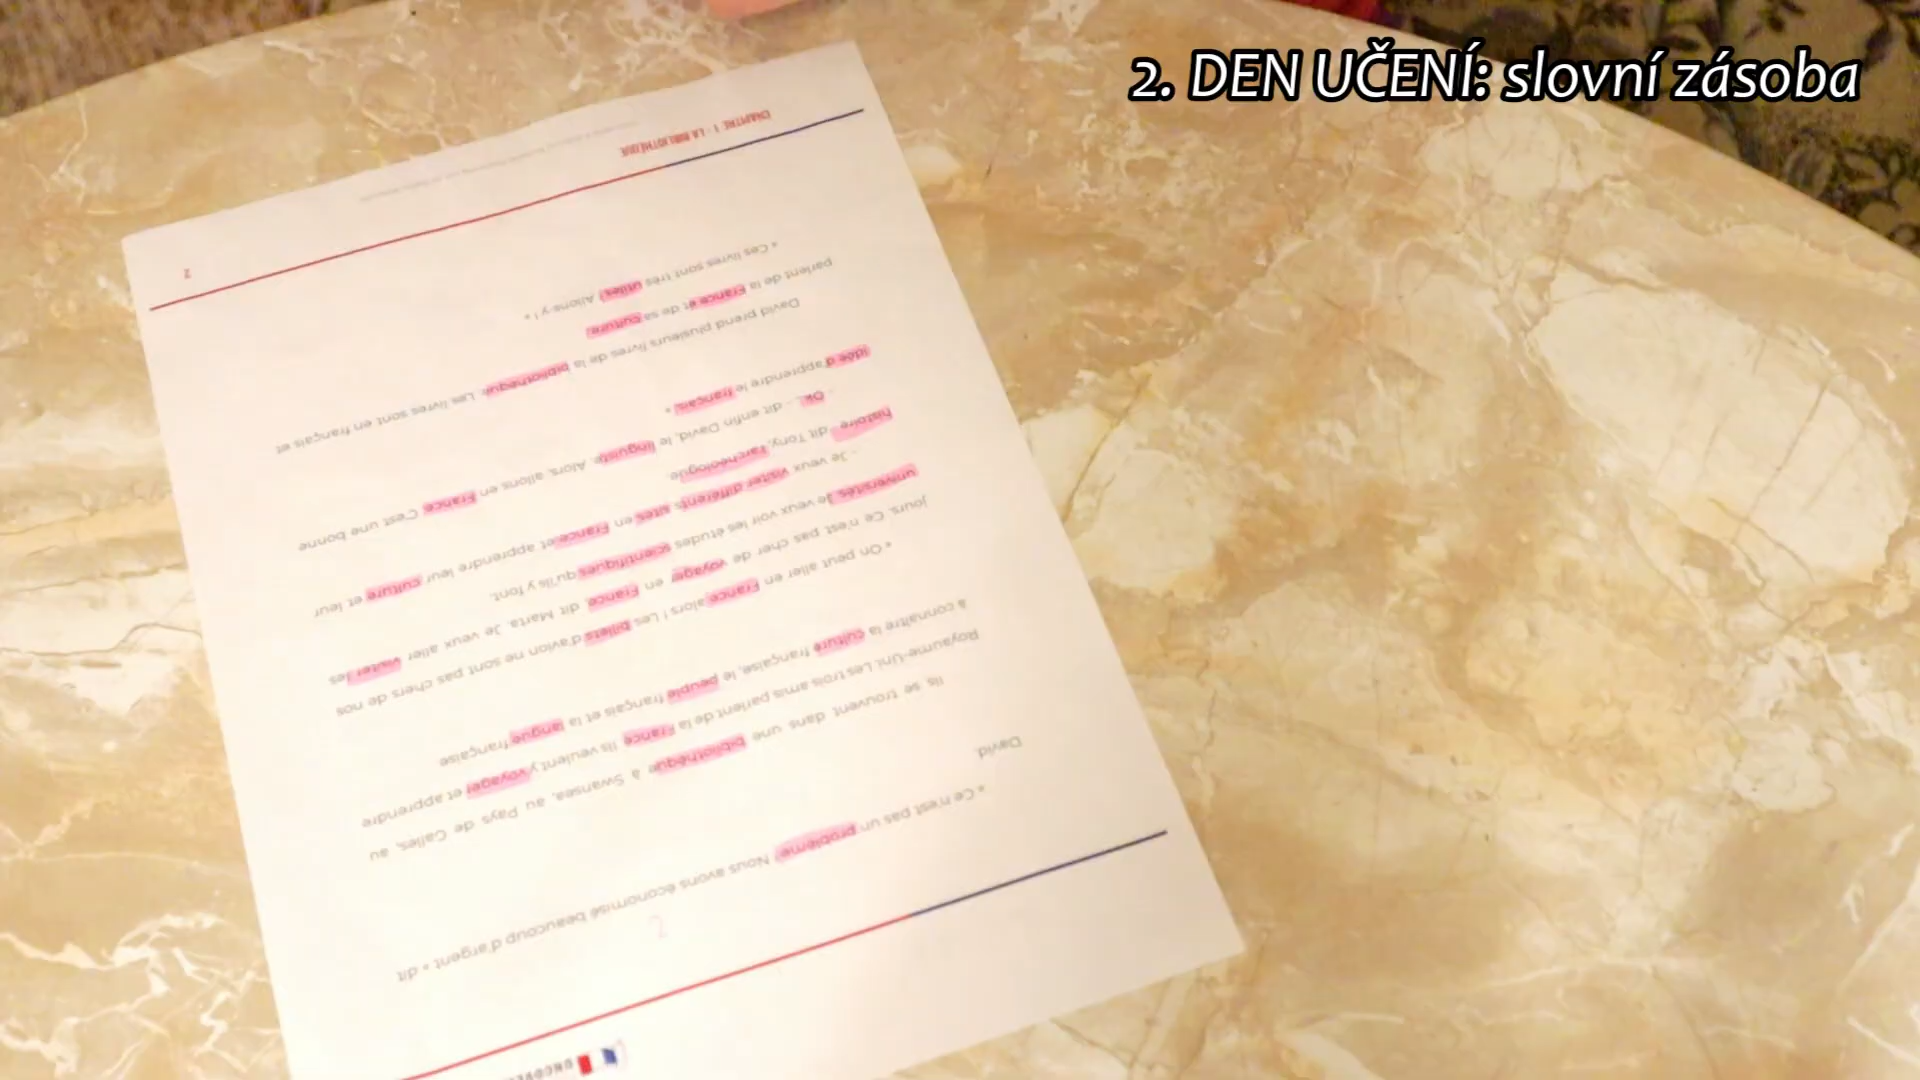 2. DEN UČENÍ: slovní zásoba
« Ce n'est pas un problème ! Nous avons économisé beaucoup d'argent » dit
David.
Ils se trouvent dans une bibliothèque à Swansea, au Pays de Galles, au
Royaume-Uni. Les trois amis parlent de la France. Ils veulent y voyager et apprendre
à connaître la culture française, le peuple français et la langue française
« On peut aller en France alors ! Les billets d'avion ne sont pas chers de nos
jours. Ce n'est pas cher de voyager en France, dit Marta. Je veux aller visiter les
universités. Je veux voir les études scientifiques qu'ils y font.
- Je veux visiter différents sites en France et apprendre leur culture et leur
histoire - dit Tony, l'archéologue.
- Ok... - dit enfin David, le linguiste. Alors, allons en France. C'est une bonne
idée d'apprendre le français. »
David prend plusieurs livres de la bibliothèque. Les livres sont en français et
parlent de la France et de sa culture.
« Ces livres sont très utiles ! Allons-y ! »
2
CHAPITRE 1 - LA BIBLIOTHÈQUE